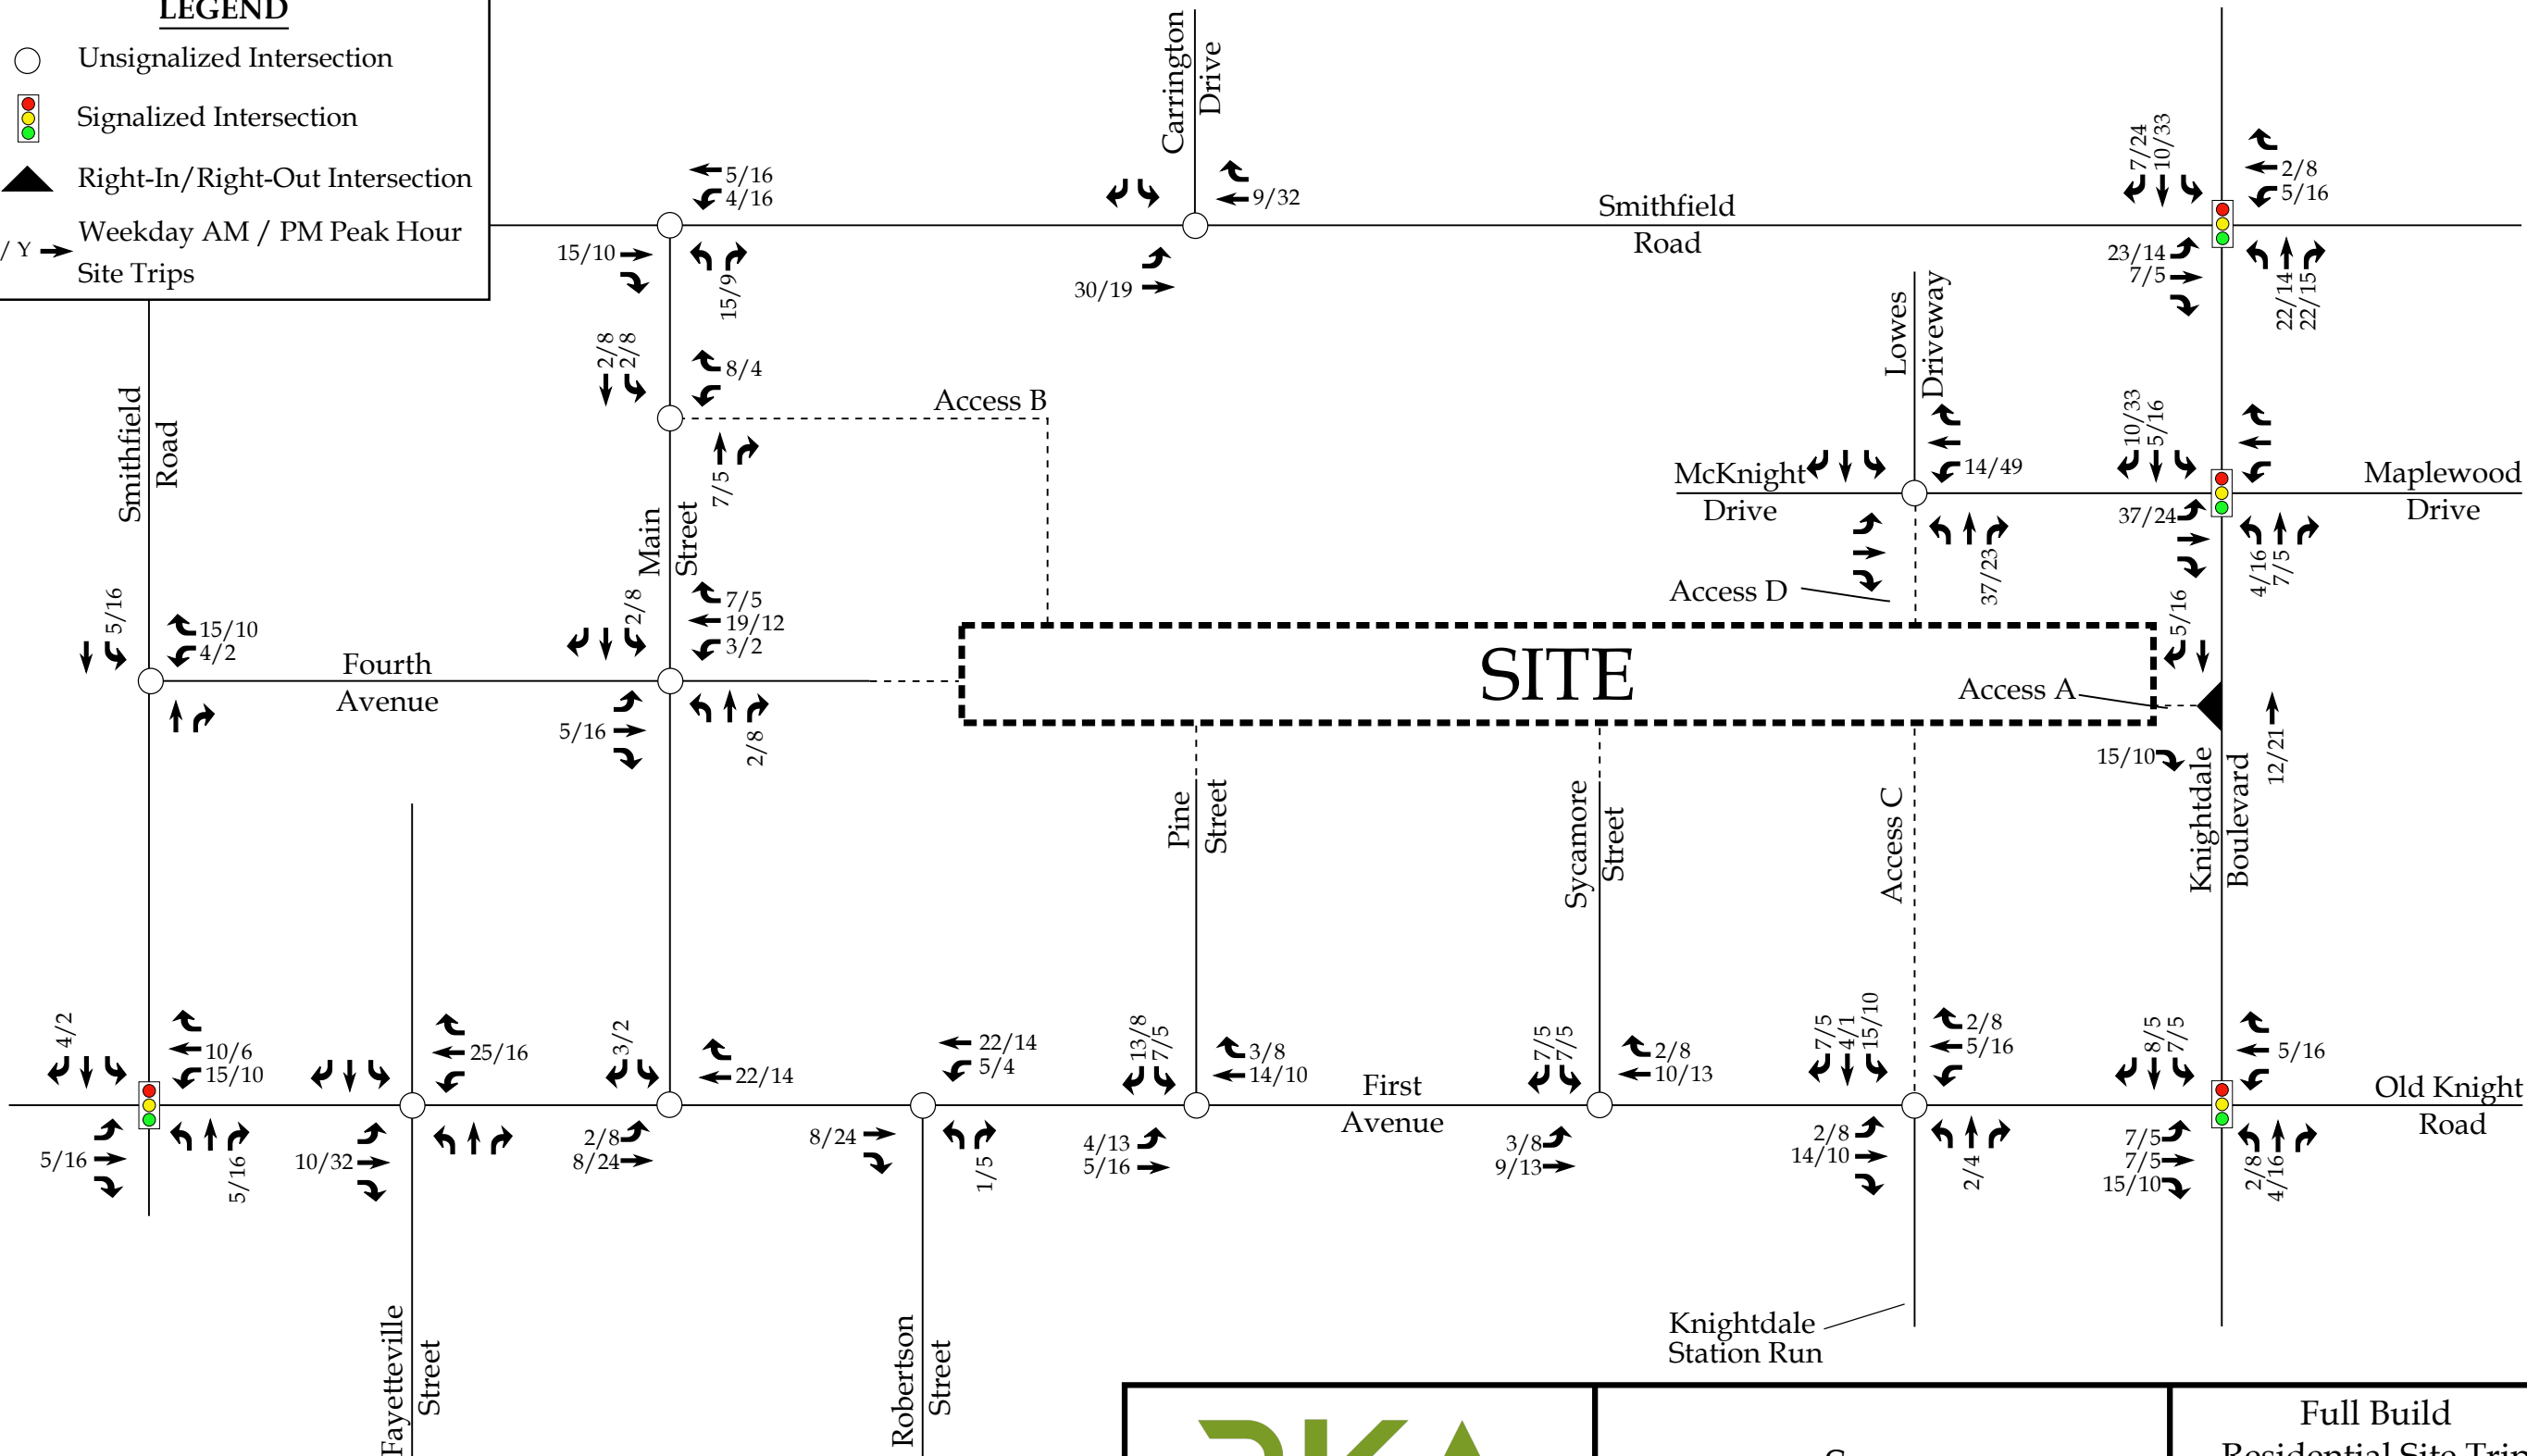 LEGEND
Unsignalized Intersection
Signalized Intersection
Right-In/Right-Out Intersection
/ Y
Weekday AM / PM Peak Hour
Site Trips
Carrington
Drive
5/16
4/16
15/10
15/9
9/32
30/19
Smithfield
Road
7/24
10/33
2/8
5/16
23/14
7/5
22/14
22/15
2/8
2/8
8/4
7/5
Access B
Lowes
Driveway
McKnight
Drive
14/49
37/23
Access D
10/33
5/16
37/24
4/16
7/5
Maplewood
Drive
Smithfield
Road
Main
Street
5/16
15/10
4/2
Fourth
Avenue
2/8
7/5
19/12
3/2
5/16
2/8
SITE
5/16
Access A
15/10
12/21
Knightdale
Boulevard
Pine
Street
Sycamore
Street
Access C
4/2
10/6
15/10
5/16
5/16
25/16
10/32
3/2
22/14
2/8
8/24
22/14
5/4
8/24
1/5
13/8
7/5
3/8
14/10
4/13
5/16
First
Avenue
7/5
7/5
2/8
10/13
3/8
9/13
7/5
4/1
15/10
2/8
5/16
2/8
14/10
2/4
8/5
7/5
5/16
7/5
7/5
15/10
2/8
4/16
Old Knight
Road
Fayetteville
Street
Robertson
Street
Knightdale
Station Run
Full Build